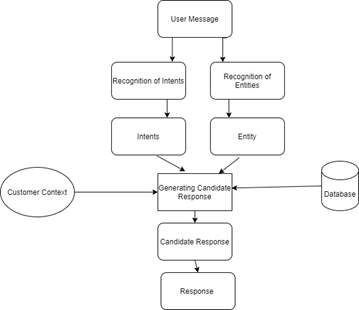 User Message
Recognition of Intents
Recognition of
Entities
Intents
Entity
Customer Context
Generating Candidate
Response
Database
Candidate Response
Response